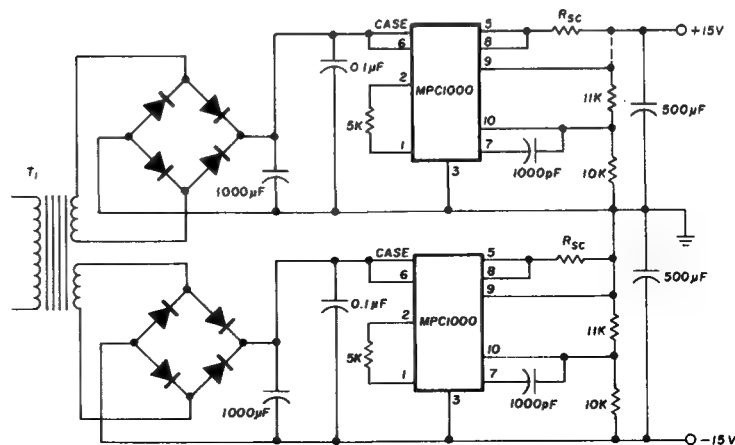 T1
1000µF
0.1µF
CASE
6
2
5K
1
MPC1000
3
5
8
9
10
7
RSC
1000pF
11K
10K
500µF
+15V
1000µF
0.1µF
CASE
6
2
5K
1
MPC1000
3
5
8
9
10
7
RSC
1000pF
11K
10K
500µF
-15V